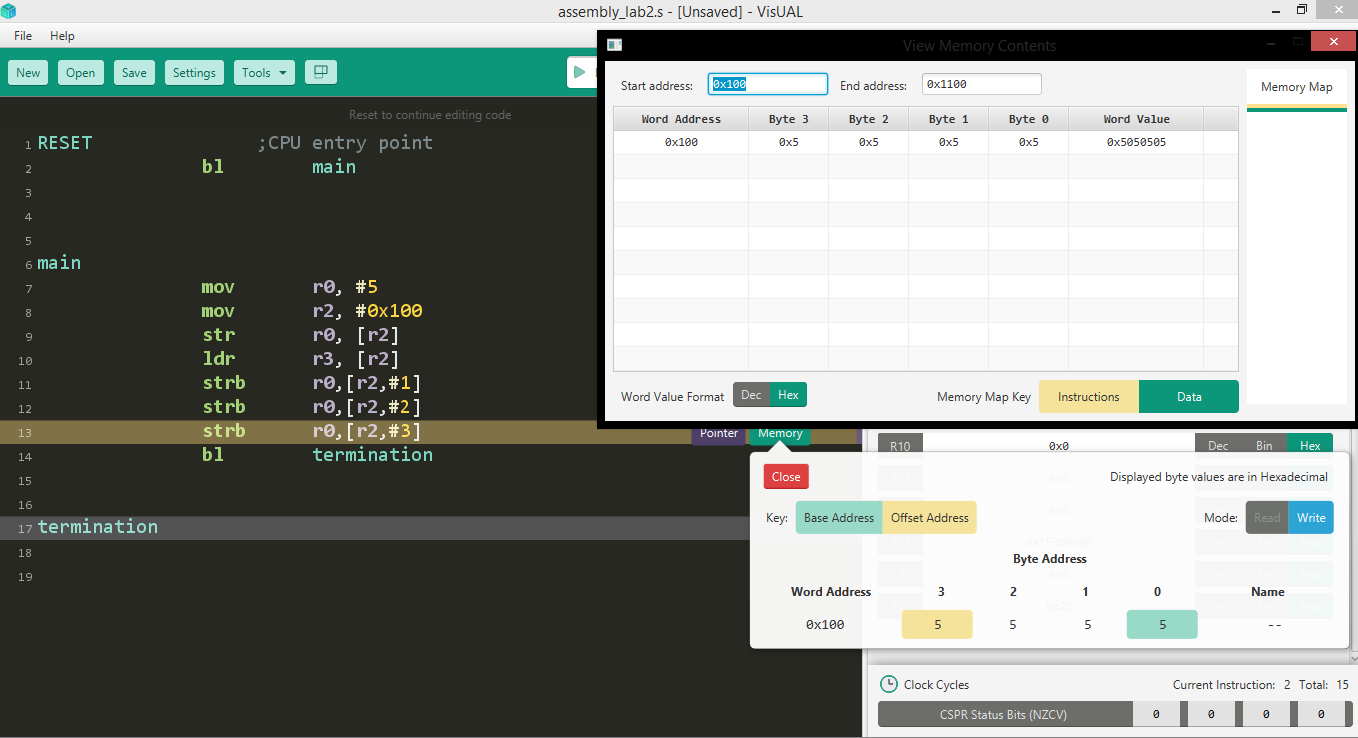 assembly_lab2.s - [Unsaved] - VisUAL
File Help
New Open Save Settings Tools
Reset to continue editing code
1 RESET ;CPU entry point
2 bl main
3
4
5
6 main
7 mov r0, #5
8 mov r2, #0x100
9 str r0, [r2]
10 ldr r3, [r2]
11 strb r0,[r2,#1]
12 strb r0,[r2,#2]
13 strb r0,[r2,#3]
14 bl termination
15
16
17 termination
18
19
View Memory Contents
Start address: 0x100 End address: 0x1100
Memory Map
Word Address Byte 3 Byte 2 Byte 1 Byte 0 Word Value
0x100 0x5 0x5 0x5 0x5 0x5050505
Word Value Format Dec Hex Memory Map Key Instructions Data
Pointer Memory
R10 0x0 Dec Bin Hex
Close Displayed byte values are in Hexadecimal
Key: Base Address Offset Address Mode: Read Write
Byte Address
Word Address 3 2 1 0 Name
0x100 5 5 5 5 --
Clock Cycles Current Instruction: 2 Total: 15
CSPR Status Bits (NZCV) 0 0 0 0